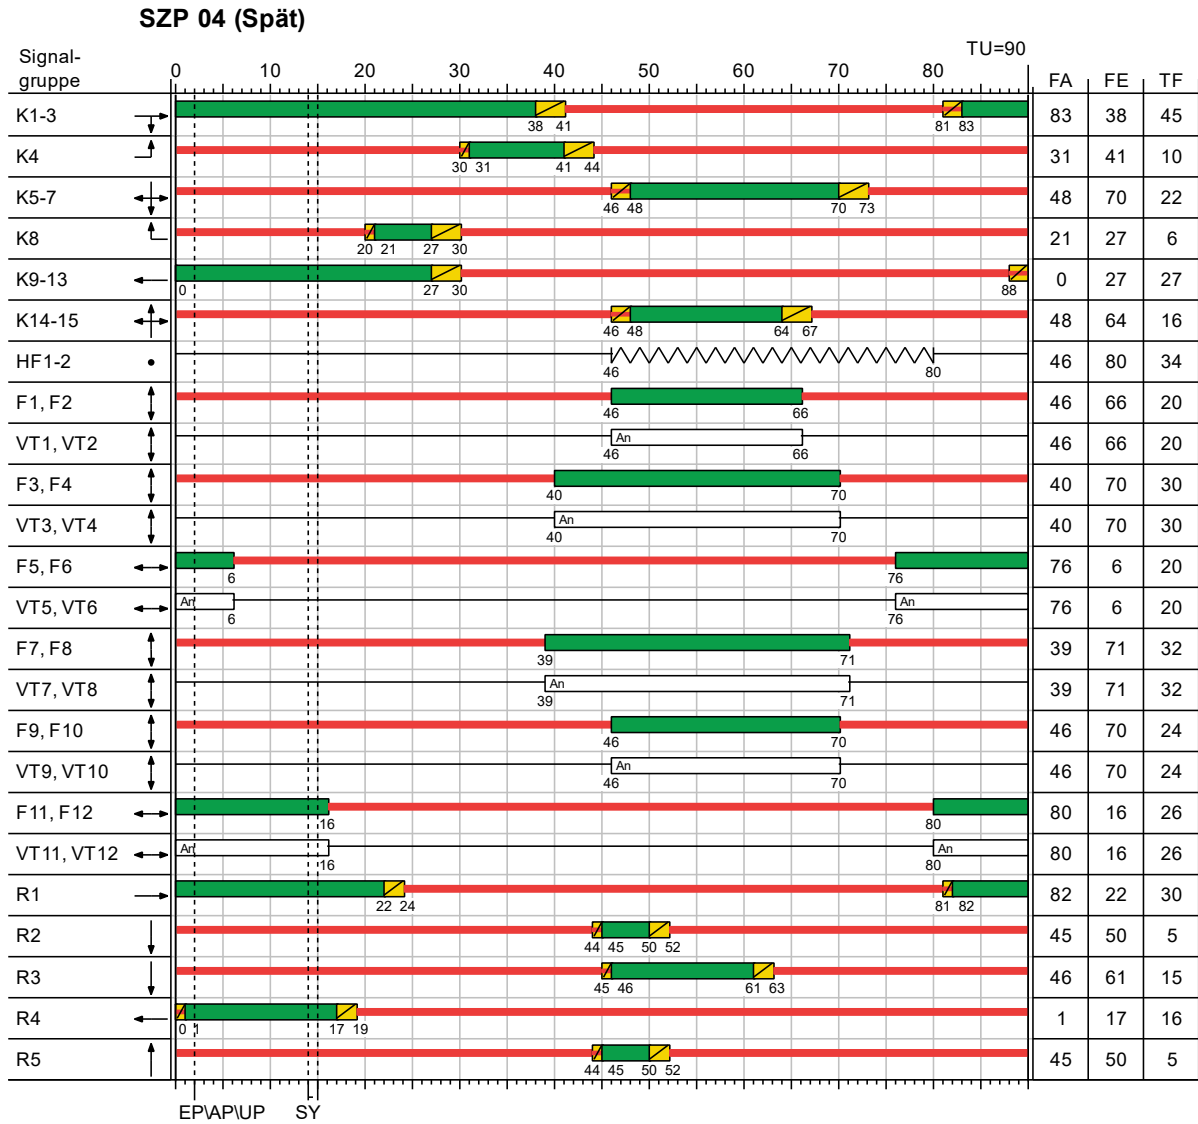 SZP 04 (Spät)
TU=90
Signal-
gruppe
0 10 20 30 40 50 60 70 80
FA FE TF
K1-3 38 41 81 83 83 38 45
K4 30 31 41 44 31 41 10
K5-7 46 48 70 73 48 70 22
K8 20 21 27 30 21 27 6
K9-13 0 27 30 88 0 27 27
K14-15 46 48 64 67 48 64 16
HF1-2 46 80 46 80 34
F1, F2 46 66 46 66 20
VT1, VT2 An 46 66 46 66 20
F3, F4 40 70 40 70 30
VT3, VT4 An 40 70 40 70 30
F5, F6 6 76 76 6 20
VT5, VT6 An 6 An 76 76 6 20
F7, F8 39 71 39 71 32
VT7, VT8 An 39 71 39 71 32
F9, F10 46 70 46 70 24
VT9, VT10 An 46 70 46 70 24
F11, F12 16 80 80 16 26
VT11, VT12 An 16 An 80 80 16 26
R1 22 24 81 82 82 22 30
R2 44 45 50 52 45 50 5
R3 45 46 61 63 46 61 15
R4 0 1 17 19 1 17 16
R5 44 45 50 52 45 50 5
EP\AP\UP SY